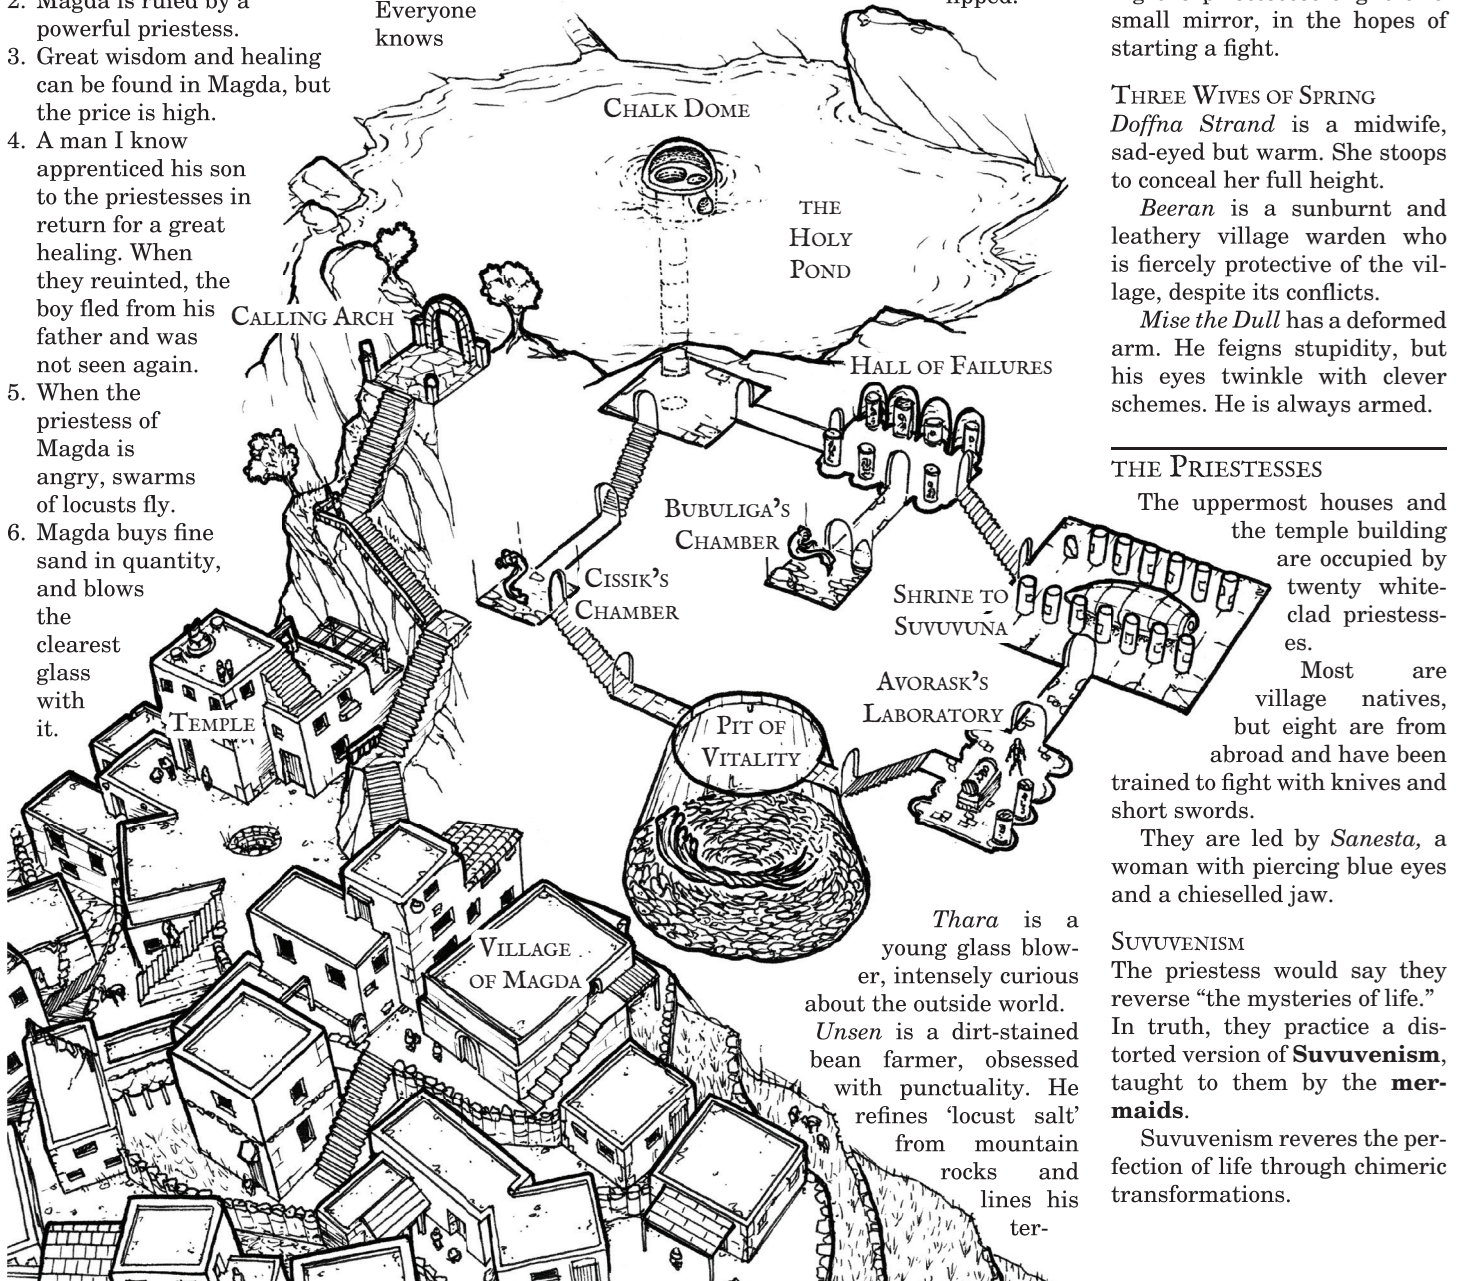 2. Magda is ruled by a
powerful priestess.
3. Great wisdom and healing
can be found in Magda, but
the price is high.
4. A man I know
apprenticed his son
to the priestesses in
return for a great
healing. When
they reuinted, the
boy fled from his
father and was
not seen again.
5. When the
priestess of
Magda is
angry, swarms
of locusts fly.
6. Magda buys fine
sand in quantity,
and blows
the
clearest
glass
with
it.
Everyone
knows
CHALK DOME
THE
HOLY
POND
CALLING ARCH
HALL OF FAILURES
BUBULIGA'S
CHAMBER
CISSIK'S
CHAMBER
SHRINE TO
SUVUVUNA
AVORASK'S
LABORATORY
PIT OF
VITALITY
TEMPLE
VILLAGE
OF MAGDA
Thara is a
young glass blow-
er, intensely curious
about the outside world.
Unsen is a dirt-stained
bean farmer, obsessed
with punctuality. He
refines ‘locust salt’
from mountain
rocks and
lines his
ter-
small mirror, in the hopes of
starting a fight.
THREE WIVES OF SPRING
Doffna Strand is a midwife,
sad-eyed but warm. She stoops
to conceal her full height.
Beeran is a sunburnt and
leathery village warden who
is fiercely protective of the vil-
lage, despite its conflicts.
Mise the Dull has a deformed
arm. He feigns stupidity, but
his eyes twinkle with clever
schemes. He is always armed.
THE PRIESTESSES
The uppermost houses and
the temple building
are occupied by
twenty white-
clad priestess-
es.
Most are
village natives,
but eight are from
abroad and have been
trained to fight with knives and
short swords.
They are led by Sanesta, a
woman with piercing blue eyes
and a chieselled jaw.
SUVUVENISM
The priestess would say they
reverse “the mysteries of life.”
In truth, they practice a dis-
torted version of Suvuvenism,
taught to them by the mer-
maids.
Suvuvenism reveres the per-
fection of life through chimeric
transformations.